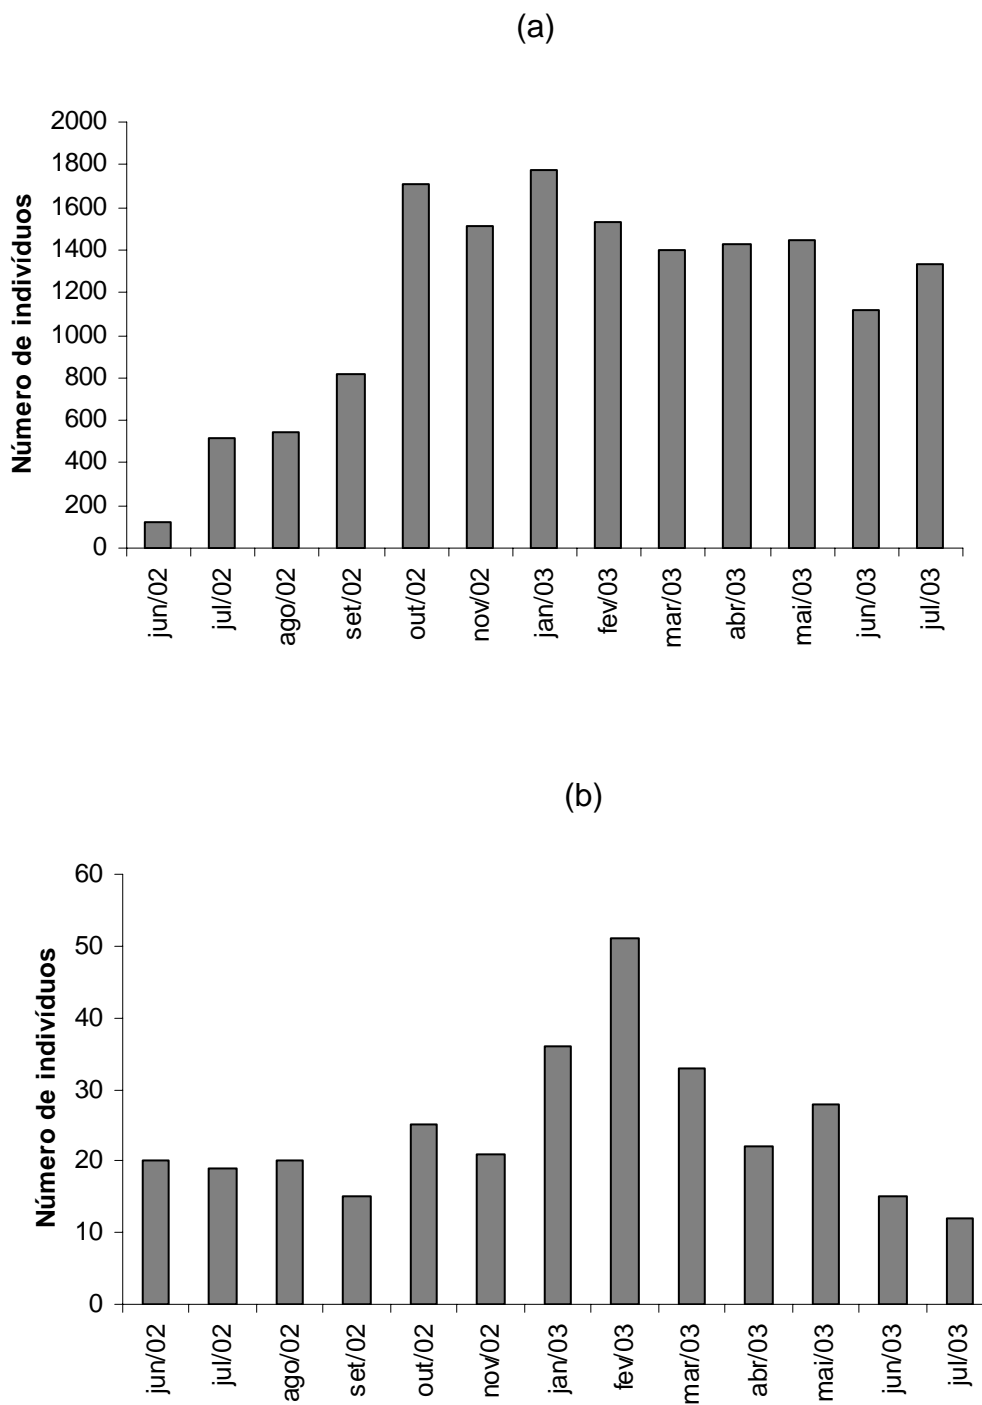 (a)
2000
1800
1600
1400
1200
1000
800
600
400
200
0
Número de indivíduos
jun/02
jul/02
ago/02
set/02
out/02
nov/02
jan/03
fev/03
mar/03
abr/03
mai/03
jun/03
jul/03
(b)
60
50
40
30
20
10
0
Número de indivíduos
jun/02
jul/02
ago/02
set/02
out/02
nov/02
jan/03
fev/03
mar/03
abr/03
mai/03
jun/03
jul/03